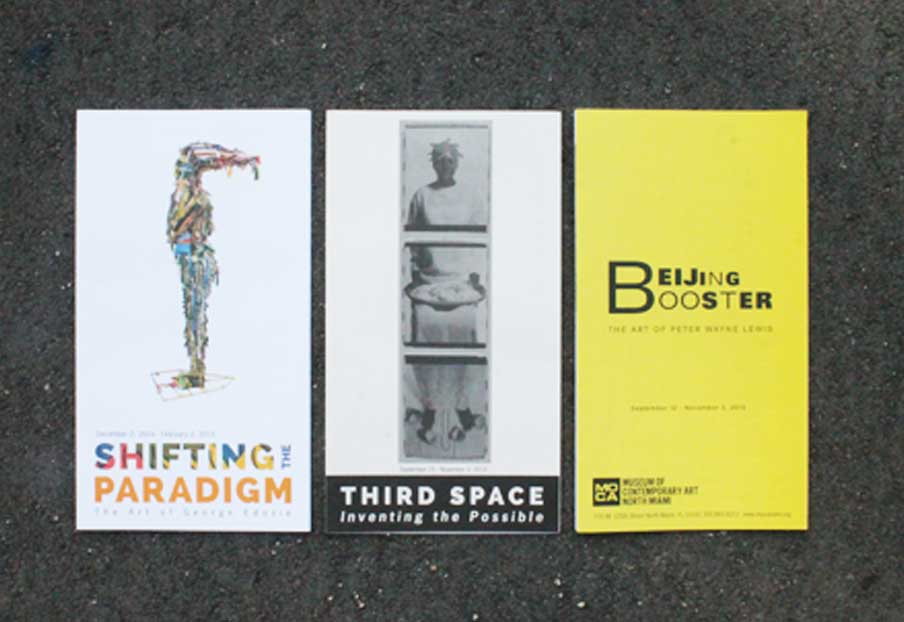 SHIFTING THE
PARADIGM
The Art of George Edozie
THIRD SPACE
Inventing the Possible
BEIJING
BOOSTER
THE ART OF PETER WAYNE LEWIS
MOCA
MUSEUM OF
CONTEMPORARY ART
NORTH MIAMI